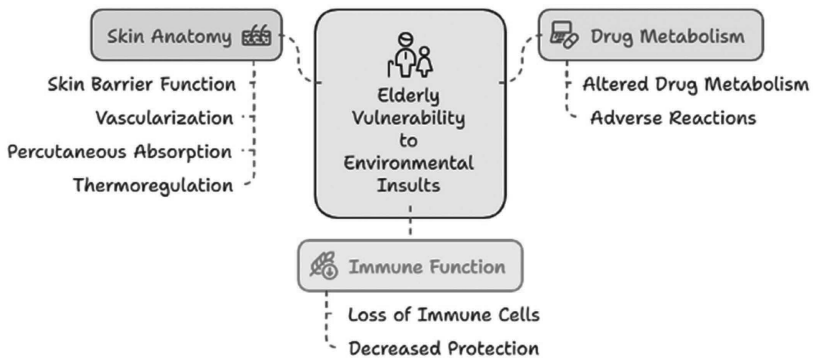 Skin Anatomy
Skin Barrier Function
Vascularization
Percutaneous Absorption
Thermoregulation
Elderly
Vulnerability
to
Environmental
Insults
Drug Metabolism
Altered Drug Metabolism
Adverse Reactions
Immune Function
Loss of Immune Cells
Decreased Protection